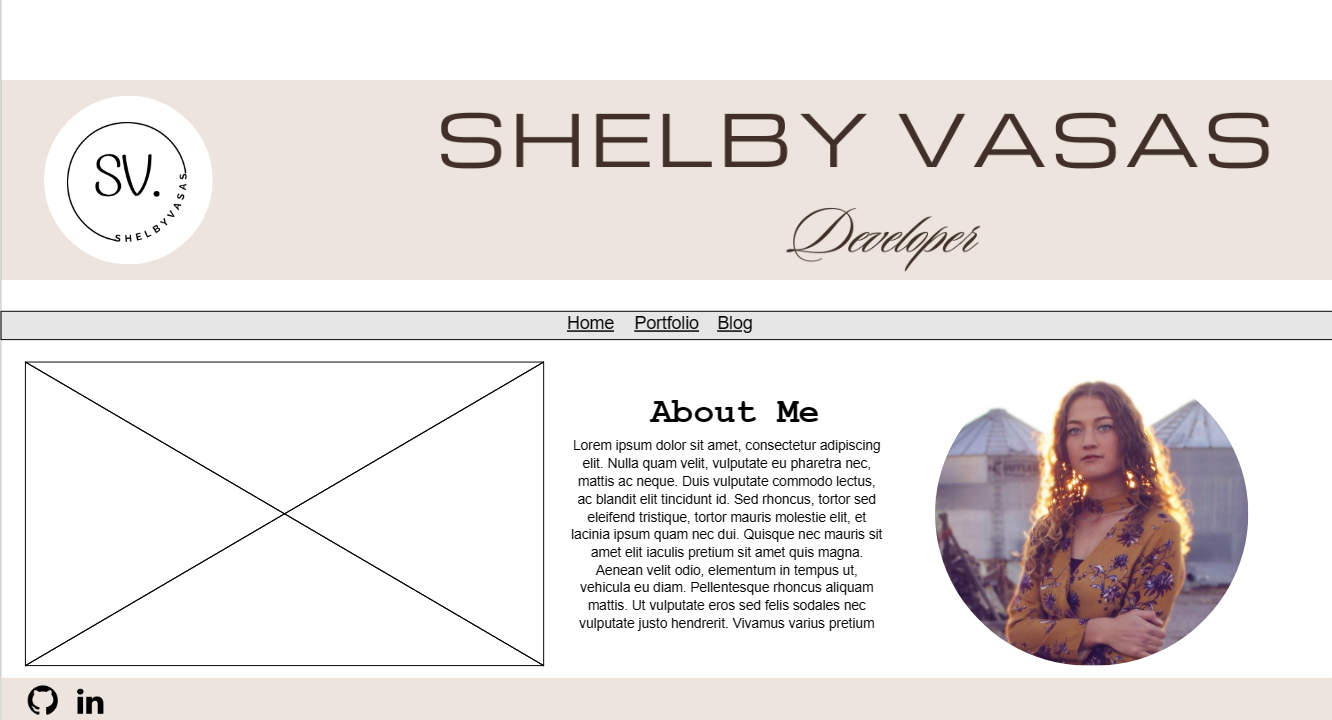 SHELBY VASAS
SV.
SHELBYVASAS
Developer
Home Portfolio Blog
About Me
Lorem ipsum dolor sit amet, consectetur adipiscing
elit. Nulla quam velit, vulputate eu pharetra nec,
mattis ac neque. Duis vulputate commodo lectus,
ac blandit elit tincidunt id. Sed rhoncus, tortor sed
eleifend tristique, tortor mauris molestie elit, et
lacinia ipsum quam nec dui. Quisque nec mauris sit
amet elit iaculis pretium sit amet quis magna.
Aenean velit odio, elementum in tempus ut,
vehicula eu diam. Pellentesque rhoncus aliquam
mattis. Ut vulputate eros sed felis sodales nec
vulputate justo hendrerit. Vivamus varius pretium
in